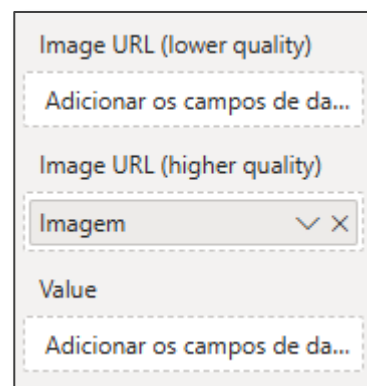 Image URL (lower quality)
Adicionar os campos de da...
Image URL (higher quality)
Imagem
Value
Adicionar os campos de da...